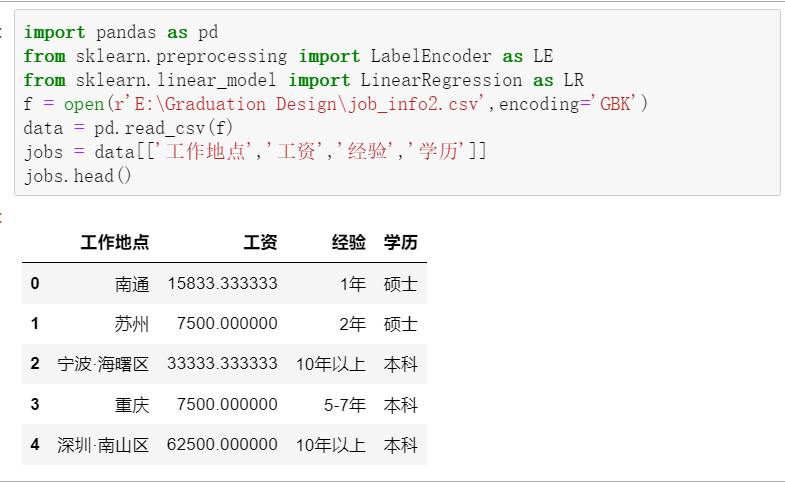 import pandas as pd
from sklearn.preprocessing import LabelEncoder as LE
from sklearn.linear_model import LinearRegression as LR
f = open(r'E:\Graduation Design\job_info2.csv',encoding='GBK')
data = pd.read_csv(f)
jobs = data[['工作地点','工资','经验','学历']]
jobs.head()
工作地点 工资 经验 学历
0 南通 15833.333333 1年 硕士
1 苏州 7500.000000 2年 硕士
2 宁波·海曙区 33333.333333 10年以上 本科
3 重庆 7500.000000 5-7年 本科
4 深圳·南山区 62500.000000 10年以上 本科